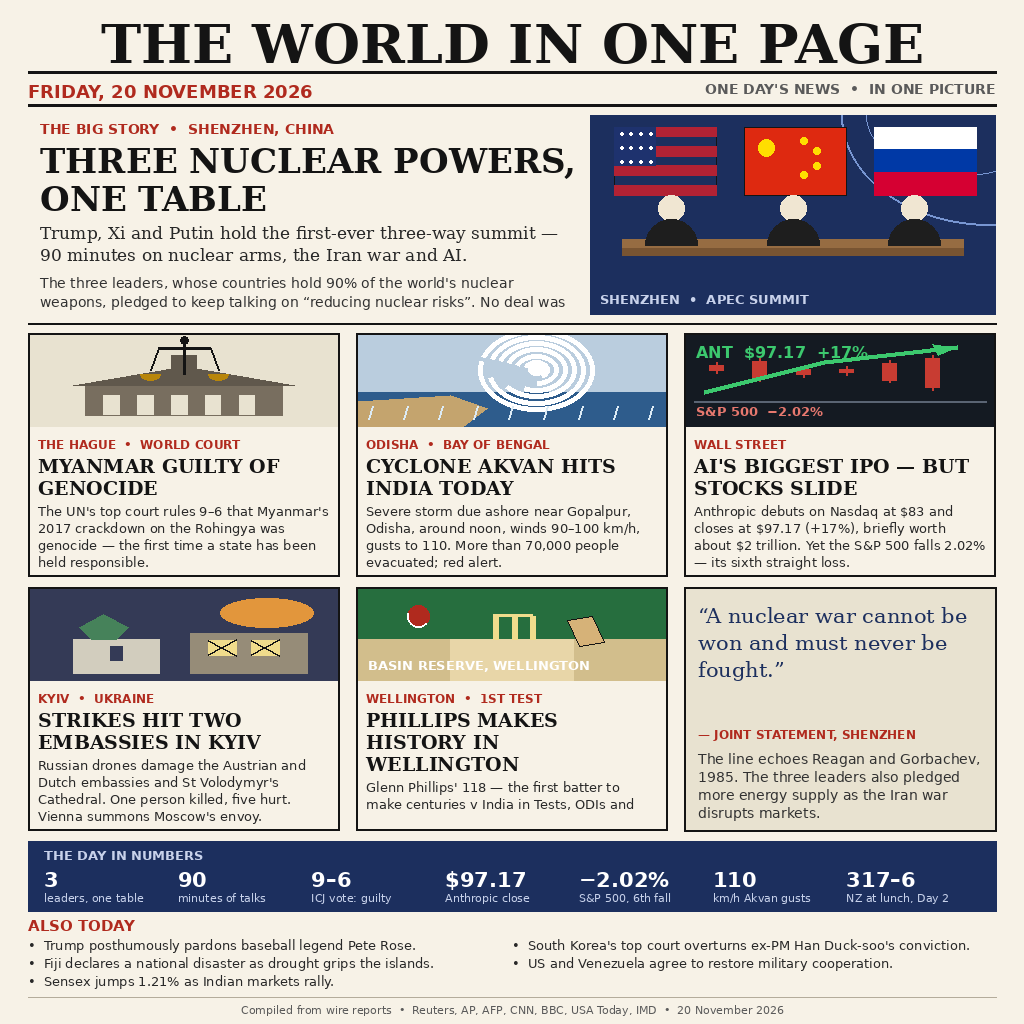 THE WORLD IN ONE PAGE
FRIDAY, 20 NOVEMBER 2026
ONE DAY'S NEWS • IN ONE PICTURE
THE BIG STORY • SHENZHEN, CHINA
THREE NUCLEAR POWERS,
ONE TABLE
Trump, Xi and Putin hold the first-ever three-way summit —
90 minutes on nuclear arms, the Iran war and AI.
The three leaders, whose countries hold 90% of the world's nuclear
weapons, pledged to keep talking on “reducing nuclear risks”. No deal was
SHENZHEN • APEC SUMMIT
THE HAGUE • WORLD COURT
MYANMAR GUILTY OF
GENOCIDE
The UN's top court rules 9–6 that Myanmar's
2017 crackdown on the Rohingya was
genocide — the first time a state has been
held responsible.
ODISHA • BAY OF BENGAL
CYCLONE AKVAN HITS
INDIA TODAY
Severe storm due ashore near Gopalpur,
Odisha, around noon, winds 90–100 km/h,
gusts to 110. More than 70,000 people
evacuated; red alert.
ANT $97.17 +17%
S&P 500 −2.02%
WALL STREET
AI'S BIGGEST IPO — BUT
STOCKS SLIDE
Anthropic debuts on Nasdaq at $83 and
closes at $97.17 (+17%), briefly worth
about $2 trillion. Yet the S&P 500 falls 2.02%
— its sixth straight loss.
KYIV • UKRAINE
STRIKES HIT TWO
EMBASSIES IN KYIV
Russian drones damage the Austrian and
Dutch embassies and St Volodymyr's
Cathedral. One person killed, five hurt.
Vienna summons Moscow's envoy.
BASIN RESERVE, WELLINGTON
WELLINGTON • 1ST TEST
PHILLIPS MAKES
HISTORY IN
WELLINGTON
Glenn Phillips' 118 — the first batter to
make centuries v India in Tests, ODIs and
“A nuclear war cannot be
won and must never be
fought.”
— JOINT STATEMENT, SHENZHEN
The line echoes Reagan and Gorbachev,
1985. The three leaders also pledged
more energy supply as the Iran war
disrupts markets.
THE DAY IN NUMBERS
3
leaders, one table
90
minutes of talks
9–6
ICJ vote: guilty
$97.17
Anthropic close
−2.02%
S&P 500, 6th fall
110
km/h Akvan gusts
317–6
NZ at lunch, Day 2
ALSO TODAY
• Trump posthumously pardons baseball legend Pete Rose.
• Fiji declares a national disaster as drought grips the islands.
• Sensex jumps 1.21% as Indian markets rally.
• South Korea's top court overturns ex-PM Han Duck-soo's conviction.
• US and Venezuela agree to restore military cooperation.
Compiled from wire reports • Reuters, AP, AFP, CNN, BBC, USA Today, IMD • 20 November 2026